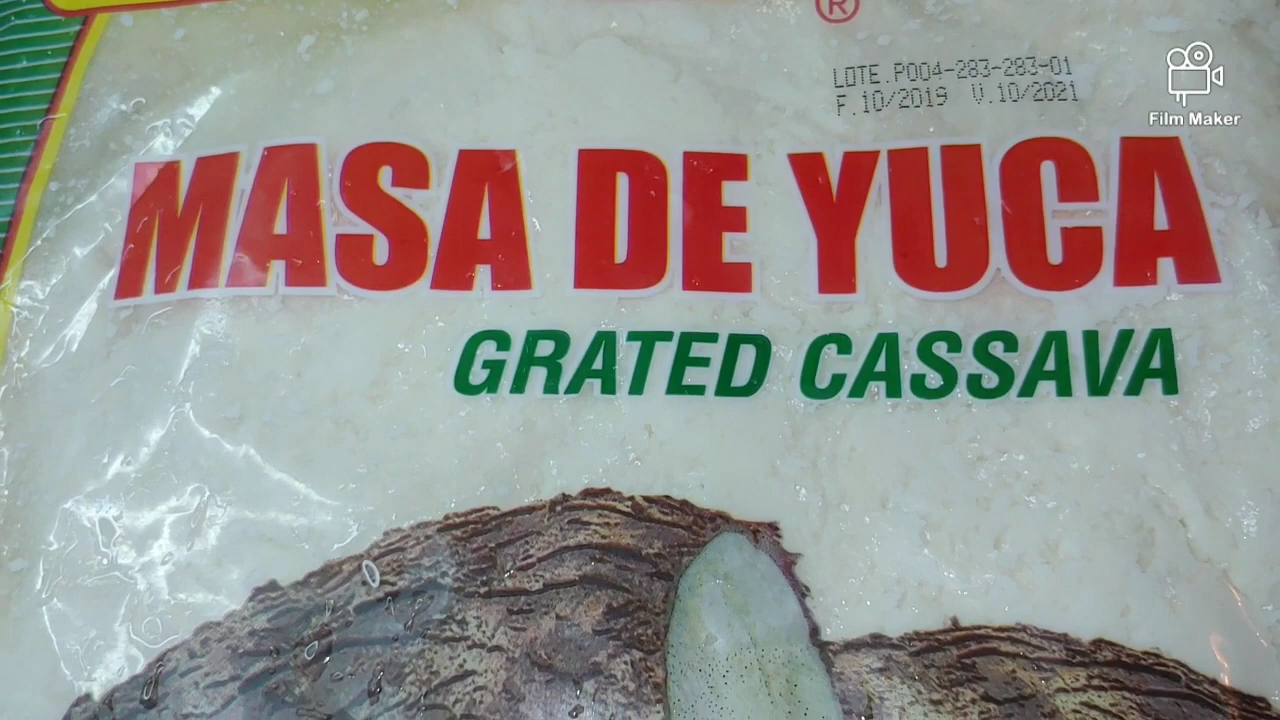 ®
LOTE.P004-283-283-01
F.10/2019 V.10/2021
Film Maker
MASA DE YUCA
GRATED CASSAVA